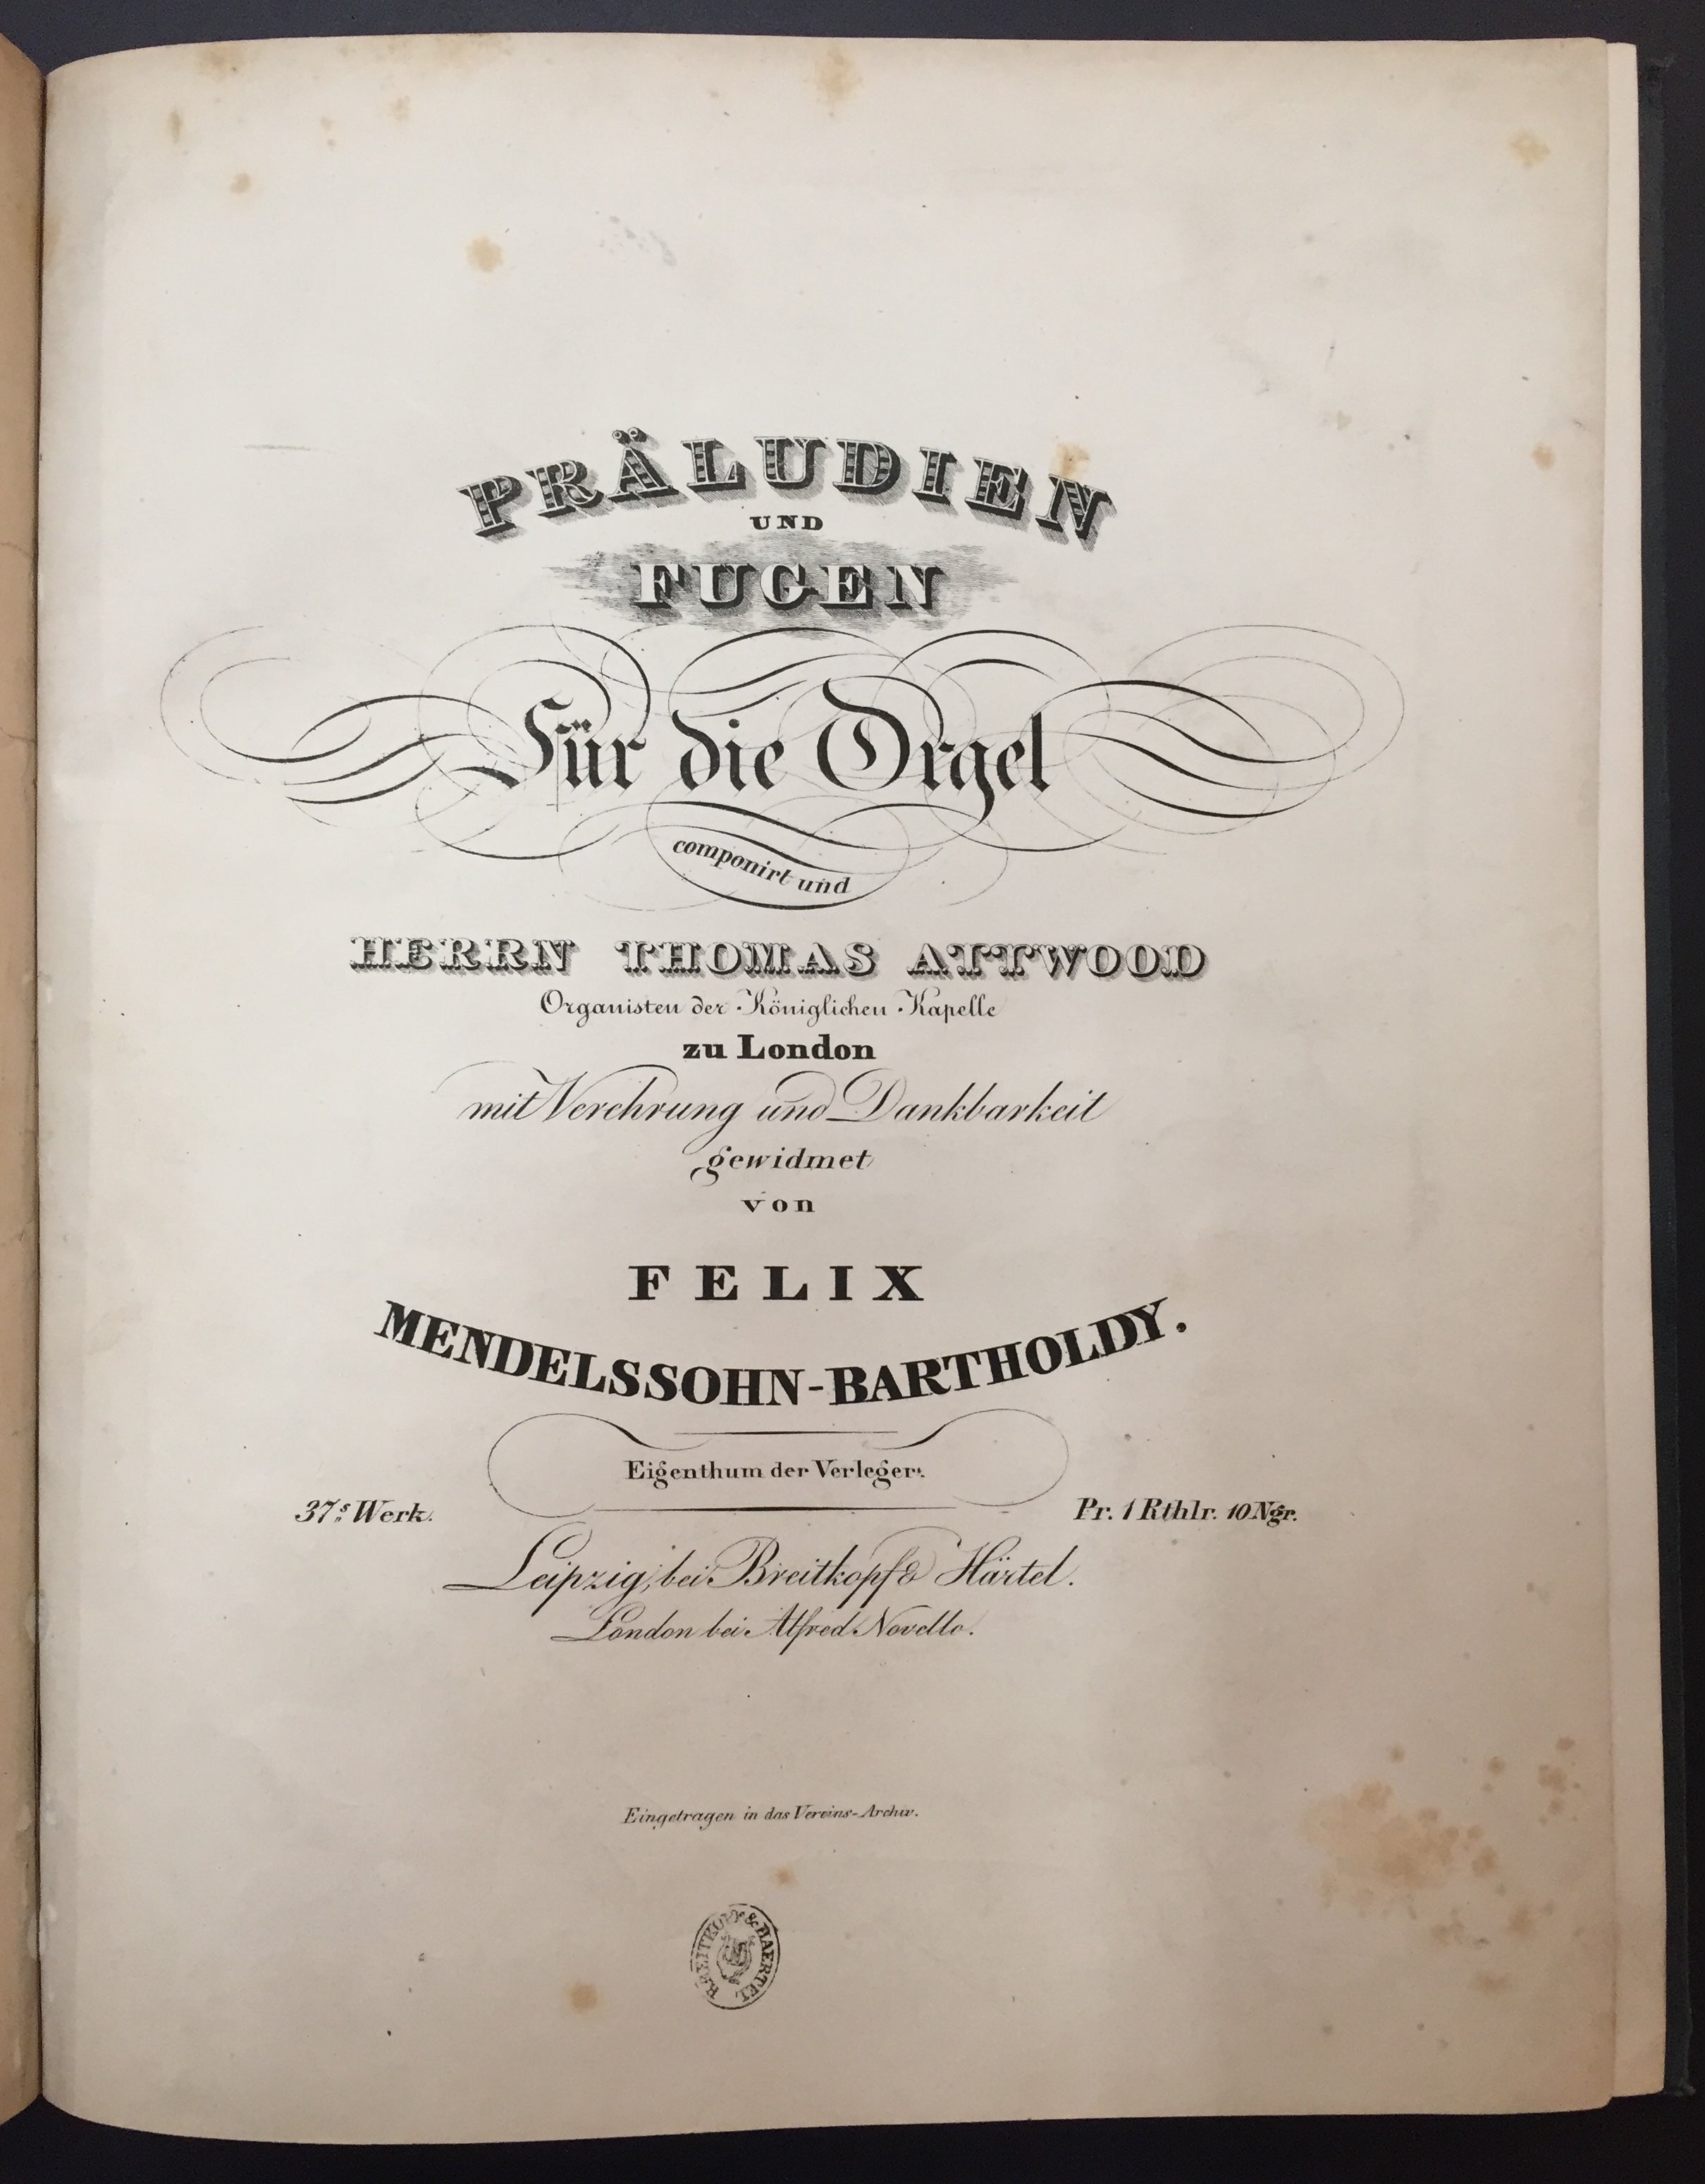 PRÄLUDIEN
UND
FUGEN
Für die Orgel
componirt und
HERRN THOMAS ATTWOOD
Organisten der Königlichen Kapelle
zu London
mit Verehrung und Dankbarkeit
gewidmet
von
FELIX
MENDELSSOHN-BARTHOLDY.
Eigenthum der Verleger.
37s Werk.
Pr. 1 Rthlr. 10 Ngr.
Leipzig, bei Breitkopf & Härtel.
London bei Alfred Novello.
Eingetragen in das Vereins-Archiv.
BREITKOPF & HAERTEL